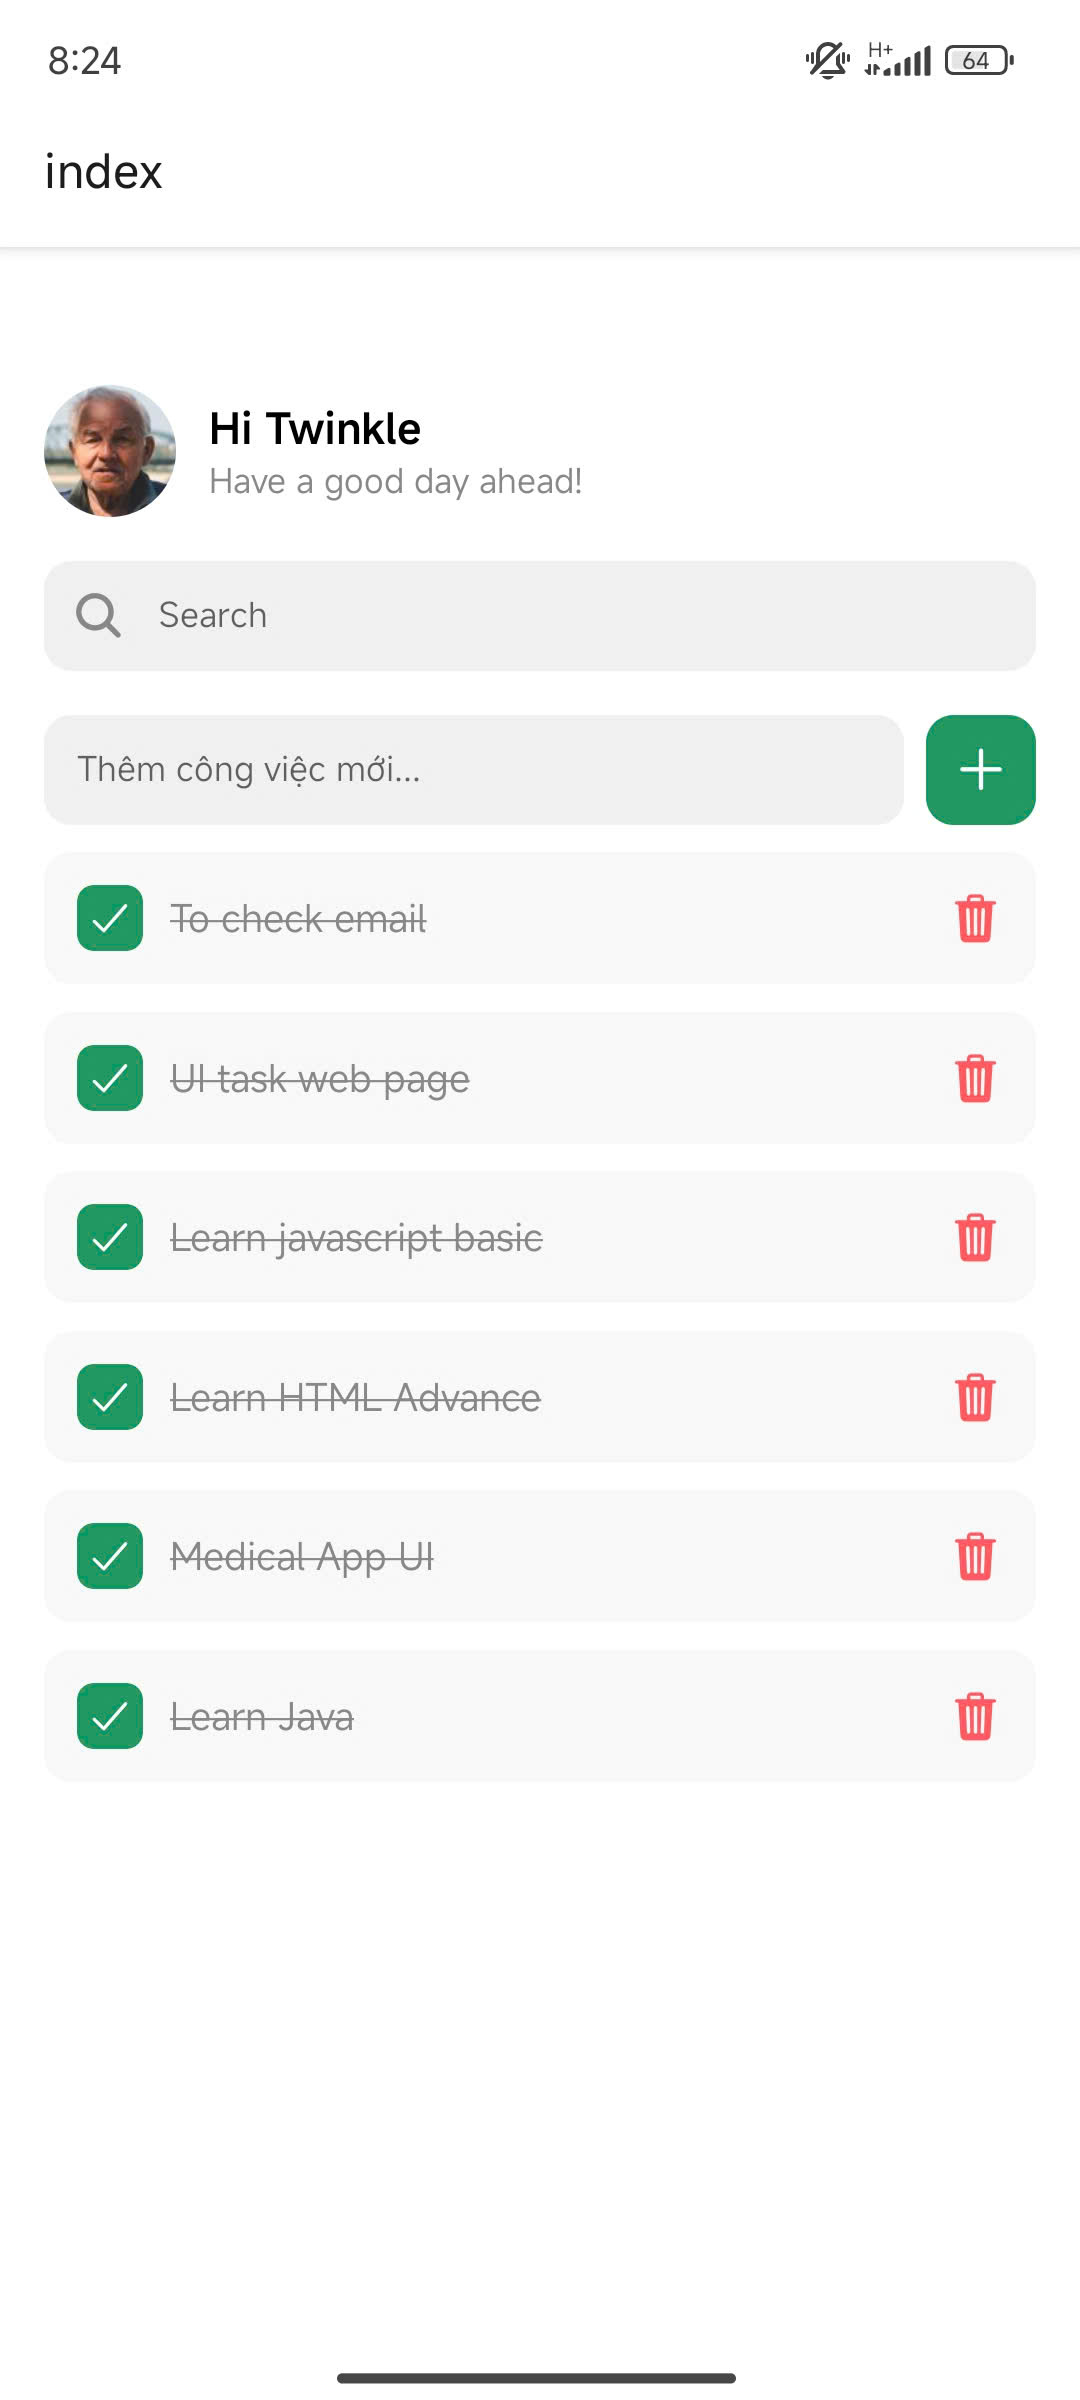 8:24
H+
64
index
Hi Twinkle
Have a good day ahead!
Search
Thêm công việc mới...
To check email
UI task web page
Learn javascript basic
Learn HTML Advance
Medical App UI
Learn Java